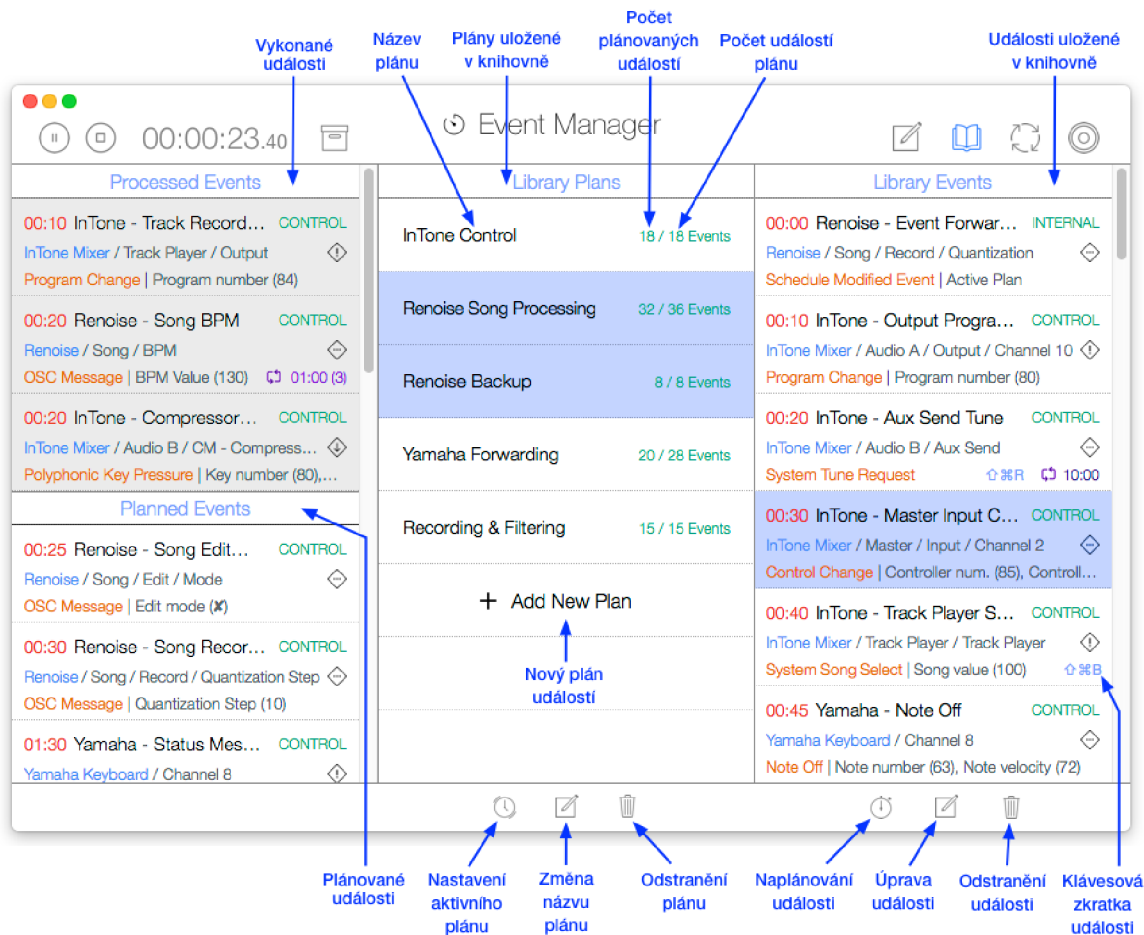 Vykonané
události
Název
plánu
Plány uložené
v knihovně
Počet
plánovaných
událostí
Počet událostí
plánu
Události uložené
v knihovně
00:00:23.40
Event Manager
Processed Events
00:10 InTone - Track Record... CONTROL
InTone Mixer / Track Player / Output
Program Change | Program number (84)
00:20 Renoise - Song BPM CONTROL
Renoise / Song / BPM
OSC Message | BPM Value (130) 01:00 (3)
00:20 InTone - Compressor... CONTROL
InTone Mixer / Audio B / CM - Compress...
Polyphonic Key Pressure | Key number (80),...
Planned Events
00:25 Renoise - Song Edit... CONTROL
Renoise / Song / Edit / Mode
OSC Message | Edit mode (✘)
00:30 Renoise - Song Recor... CONTROL
Renoise / Song / Record / Quantization Step
OSC Message | Quantization Step (10)
01:30 Yamaha - Status Mes... CONTROL
Yamaha Keyboard / Channel 8
Library Plans
InTone Control 18 / 18 Events
Renoise Song Processing 32 / 36 Events
Renoise Backup 8 / 8 Events
Yamaha Forwarding 20 / 28 Events
Recording & Filtering 15 / 15 Events
+ Add New Plan
Nový plán
událostí
Library Events
00:00 Renoise - Event Forwar... INTERNAL
Renoise / Song / Record / Quantization
Schedule Modified Event | Active Plan
00:10 InTone - Output Progra... CONTROL
InTone Mixer / Audio A / Output / Channel 10
Program Change | Program number (80)
00:20 InTone - Aux Send Tune CONTROL
InTone Mixer / Audio B / Aux Send
System Tune Request ⇧⌘R 10:00
00:30 InTone - Master Input C... CONTROL
InTone Mixer / Master / Input / Channel 2
Control Change | Controller num. (85), Controll...
00:40 InTone - Track Player S... CONTROL
InTone Mixer / Track Player / Track Player
System Song Select | Song value (100) ⇧⌘B
00:45 Yamaha - Note Off CONTROL
Yamaha Keyboard / Channel 8
Note Off | Note number (63), Note velocity (72)
Plánované
události
Nastavení
aktivního
plánu
Změna
názvu
plánu
Odstranění
plánu
Naplánování
události
Úprava
události
Odstranění
události
Klávesová
zkratka
události